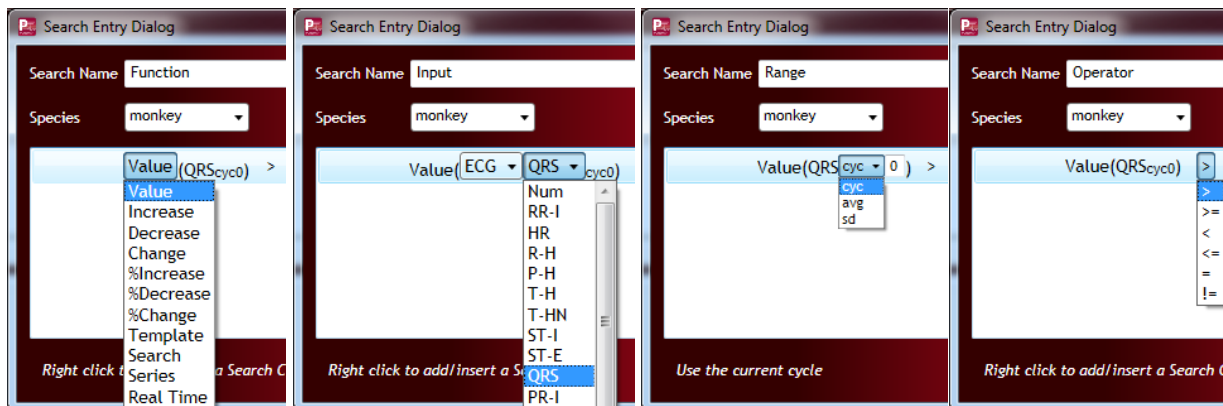 Search Entry Dialog
Search Name Function
Species monkey
Value (QRScyc0) >
Value
Increase
Decrease
Change
%Increase
%Decrease
%Change
Template
Search
Series
Real Time
Right click t a Search C
Search Entry Dialog
Search Name Input
Species monkey
Value( ECG QRS cyc0)
Num
RR-I
HR
R-H
P-H
T-H
T-HN
ST-I
ST-E
QRS
PR-I
Right click to add/insert a Se
Search Entry Dialog
Search Name Range
Species monkey
Value(QRS cyc 0 ) >
cyc
avg
sd
Use the current cycle
Search Entry Dialog
Search Name Operator
Species monkey
Value(QRScyc0) >
>
>=
<
<=
=
!=
Right click to add/insert a Search C